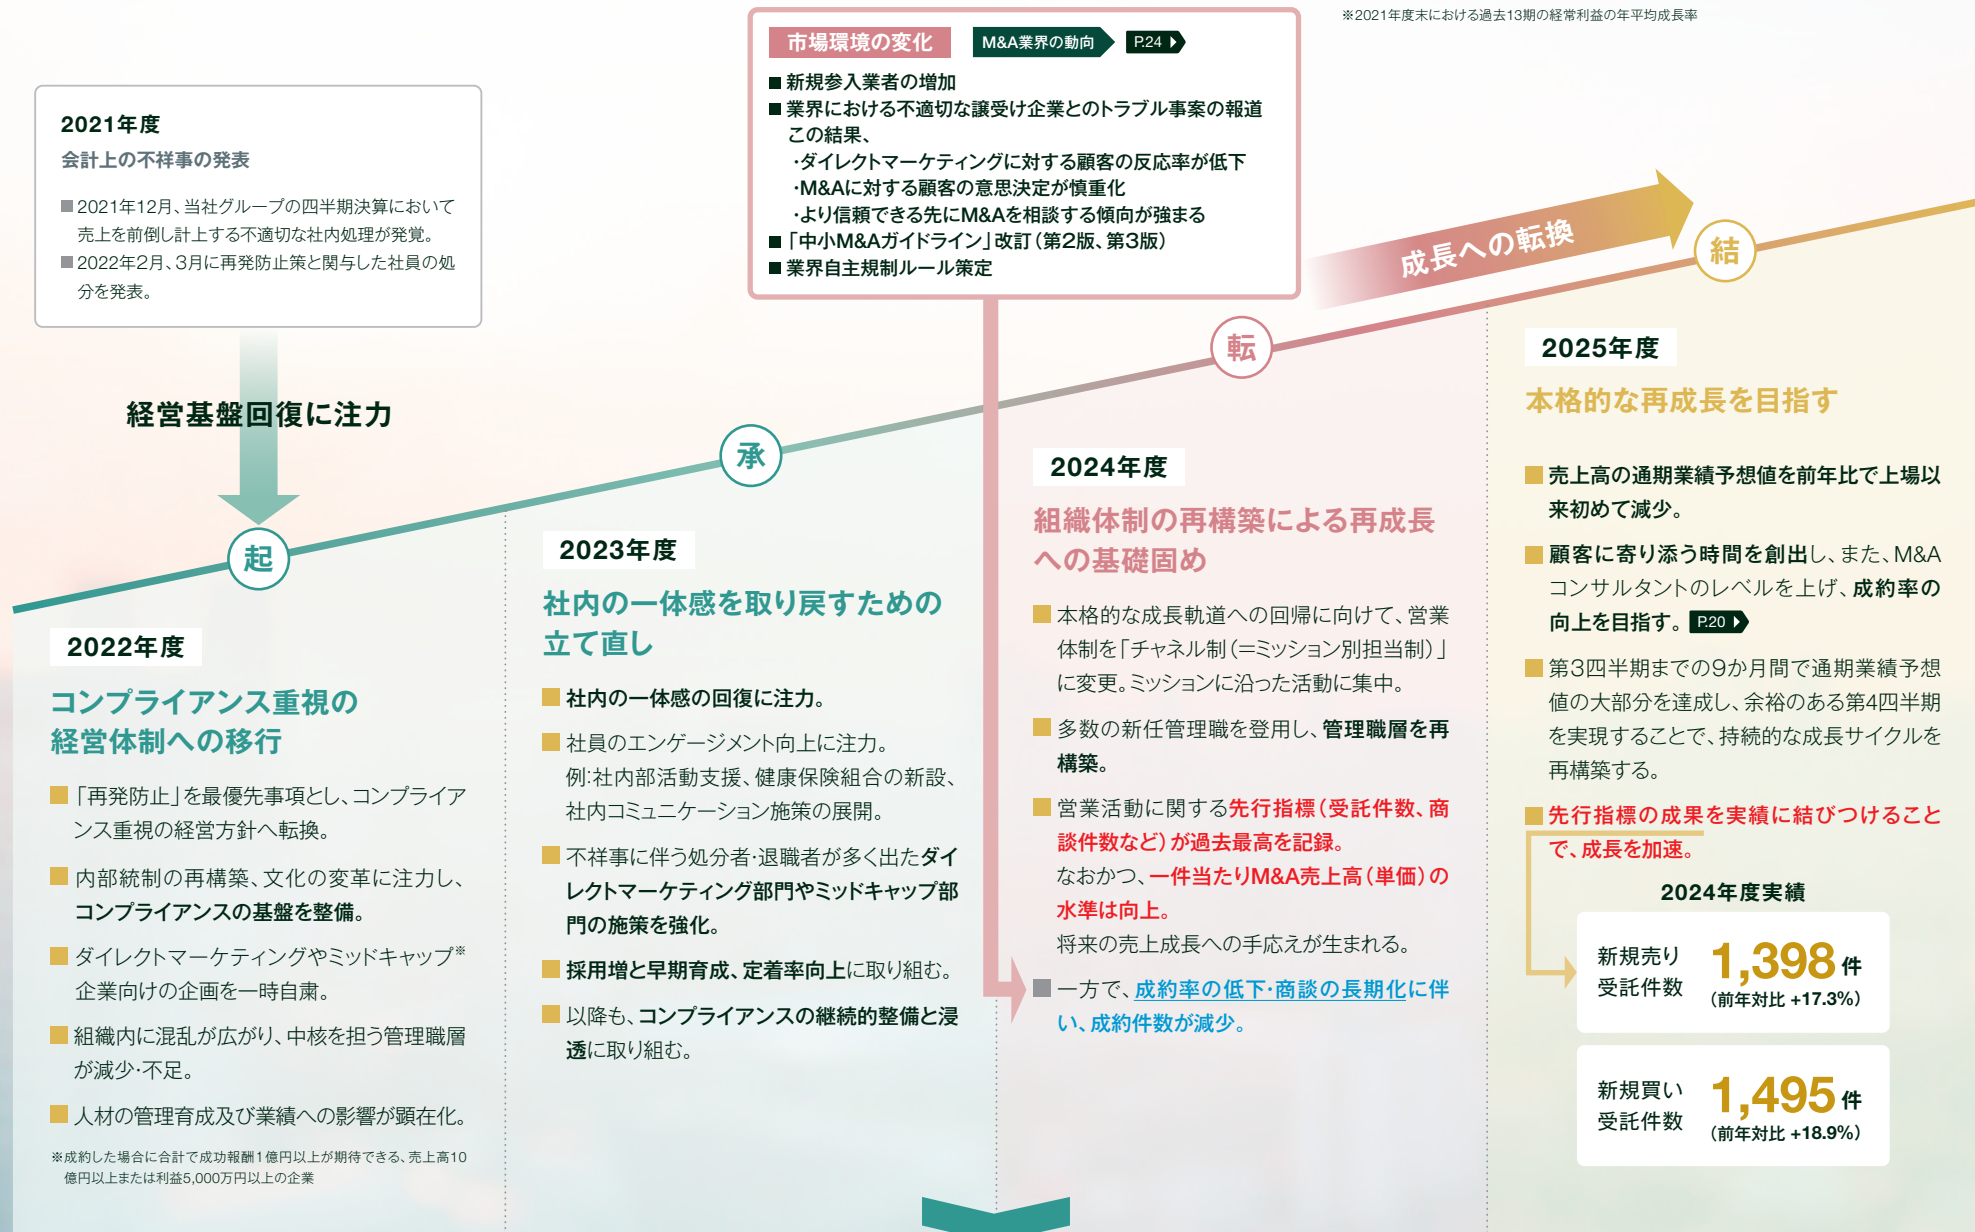 ※2021年度末における過去13期の経常利益の年平均成長率
市場環境の変化
M&A業界の動向
P.24
■ 新規参入業者の増加
■ 業界における不適切な譲受け企業とのトラブル事案の報道
この結果、
・ダイレクトマーケティングに対する顧客の反応率が低下
・M&Aに対する顧客の意思決定が慎重化
・より信頼できる先にM&Aを相談する傾向が強まる
■ 「中小M&Aガイドライン」改訂（第2版、第3版）
■ 業界自主規制ルール策定
2021年度
会計上の不祥事の発表
■ 2021年12月、当社グループの四半期決算において
売上を前倒し計上する不適切な社内処理が発覚。
■ 2022年2月、3月に再発防止策と関与した社員の処
分を発表。
経営基盤回復に注力
成長への転換
起
2022年度
コンプライアンス重視の
経営体制への移行
■ 「再発防止」を最優先事項とし、コンプライア
ンス重視の経営方針へ転換。
■ 内部統制の再構築、文化の変革に注力し、
コンプライアンスの基盤を整備。
■ ダイレクトマーケティングやミッドキャップ※
企業向けの企画を一時自粛。
■ 組織内に混乱が広がり、中核を担う管理職層
が減少・不足。
■ 人材の管理育成及び業績への影響が顕在化。
※成約した場合に合計で成功報酬1億円以上が期待できる、売上高10
億円以上または利益5,000万円以上の企業
承
2023年度
社内の一体感を取り戻すための
立て直し
■ 社内の一体感の回復に注力。
■ 社員のエンゲージメント向上に注力。
例：社内部活動支援、健康保険組合の新設、
社内コミュニケーション施策の展開。
■ 不祥事に伴う処分者・退職者が多く出たダイ
レクトマーケティング部門やミッドキャップ部
門の施策を強化。
■ 採用増と早期育成、定着率向上に取り組む。
■ 以降も、コンプライアンスの継続的整備と浸
透に取り組む。
転
2024年度
組織体制の再構築による再成長
への基礎固め
■ 本格的な成長軌道への回帰に向けて、営業
体制を「チャネル制（＝ミッション別担当制）」
に変更。ミッションに沿った活動に集中。
■ 多数の新任管理職を登用し、管理職層を再
構築。
■ 営業活動に関する先行指標（受託件数、商
談件数など）が過去最高を記録。
なおかつ、一件当たりM&A売上高（単価）の
水準は向上。
将来の売上成長への手応えが生まれる。
■ 一方で、成約率の低下・商談の長期化に伴
い、成約件数が減少。
結
2025年度
本格的な再成長を目指す
■ 売上高の通期業績予想値を前年比で上場以
来初めて減少。
■ 顧客に寄り添う時間を創出し、また、M&A
コンサルタントのレベルを上げ、成約率の
向上を目指す。 P.20
■ 第3四半期までの9か月間で通期業績予想
値の大部分を達成し、余裕のある第4四半期
を実現することで、持続的な成長サイクルを
再構築する。
■ 先行指標の成果を実績に結びつけること
で、成長を加速。
2024年度実績
新規売り
受託件数
1,398件
（前年対比 +17.3%）
新規買い
受託件数
1,495件
（前年対比 +18.9%）